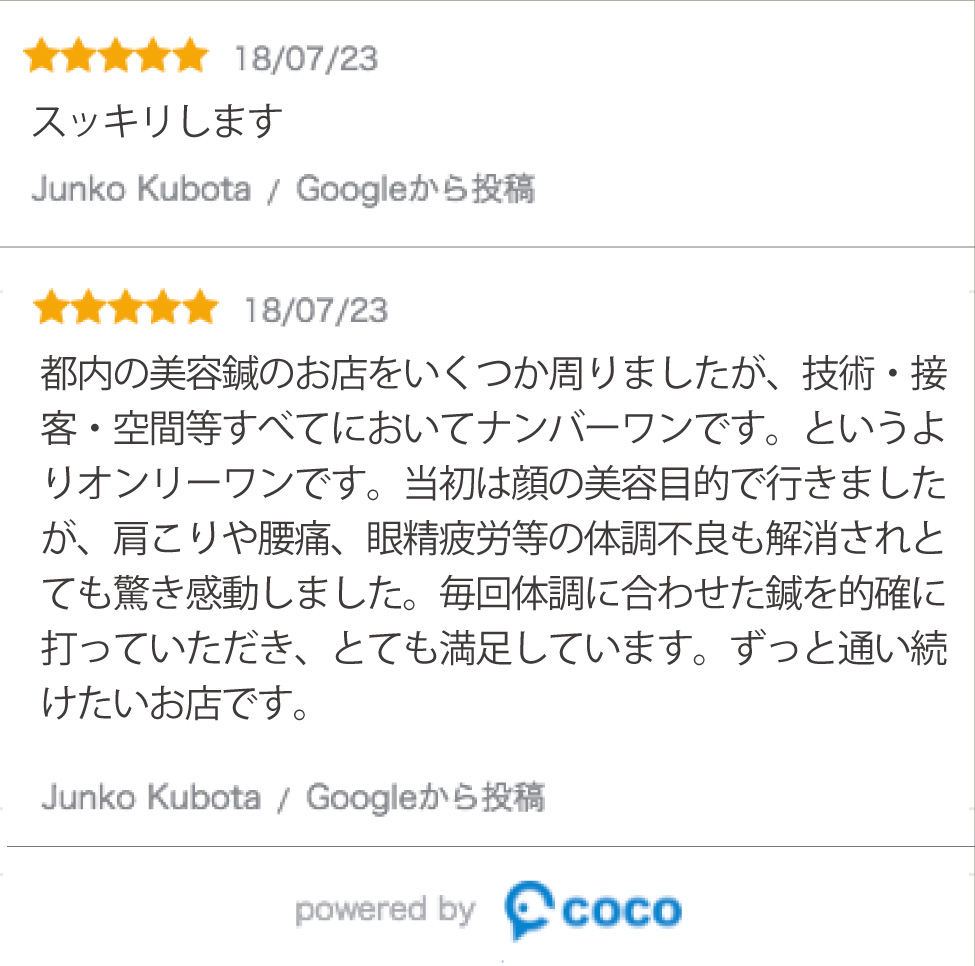 ★★★★★ 18/07/23
スッキリします
Junko Kubota / Googleから投稿
★★★★★ 18/07/23
都内の美容鍼のお店をいくつか周りましたが、技術・接
客・空間等すべてにおいてナンバーワンです。というよ
りオンリーワンです。当初は顔の美容目的で行きました
が、肩こりや腰痛、眼精疲労等の体調不良も解消されと
ても驚き感動しました。毎回体調に合わせた鍼を的確に
打っていただき、とても満足しています。ずっと通い続
けたいお店です。
Junko Kubota / Googleから投稿
powered by coco